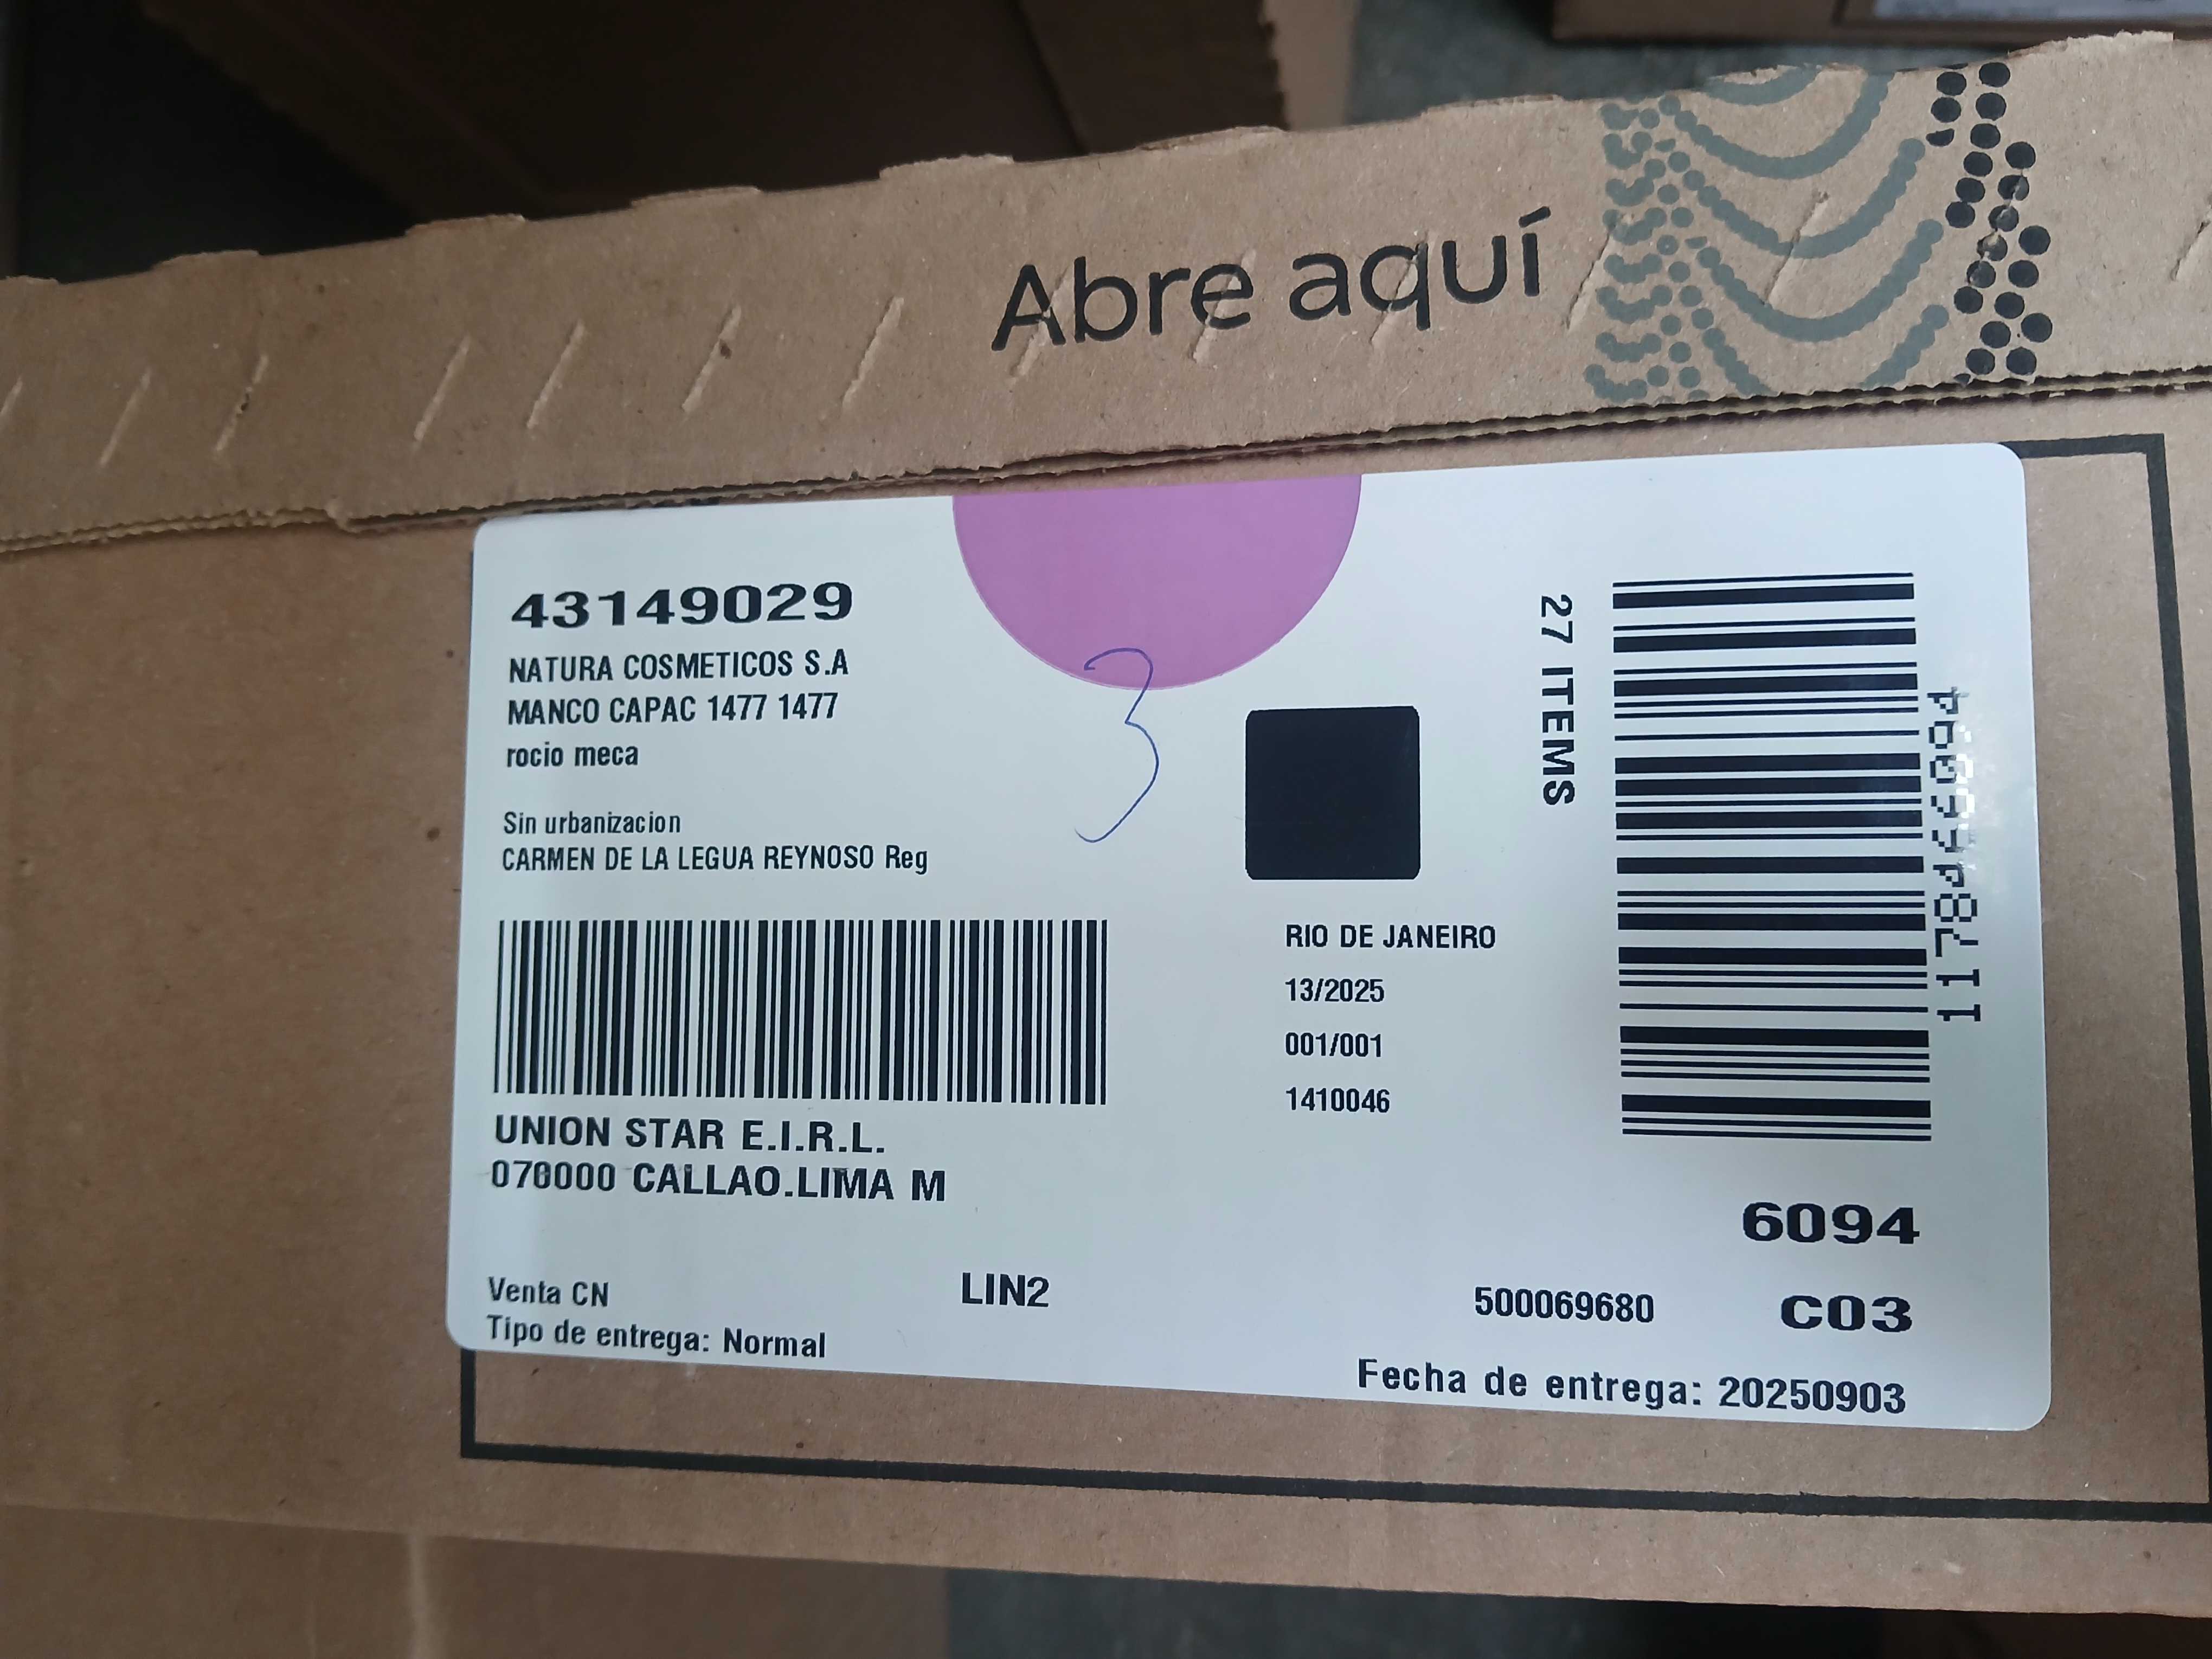 Abre aquí
43149029
NATURA COSMETICOS S.A
MANCO CAPAC 1477 1477
rocio meca
Sin urbanizacion
CARMEN DE LA LEGUA REYNOSO Reg
3
27 ITEMS
RIO DE JANEIRO
13/2025
001/001
1410046
UNION STAR E.I.R.L.
070000 CALLAO.LIMA M
6094
Venta CN
LIN2
500069680
C03
Tipo de entrega: Normal
Fecha de entrega: 20250903